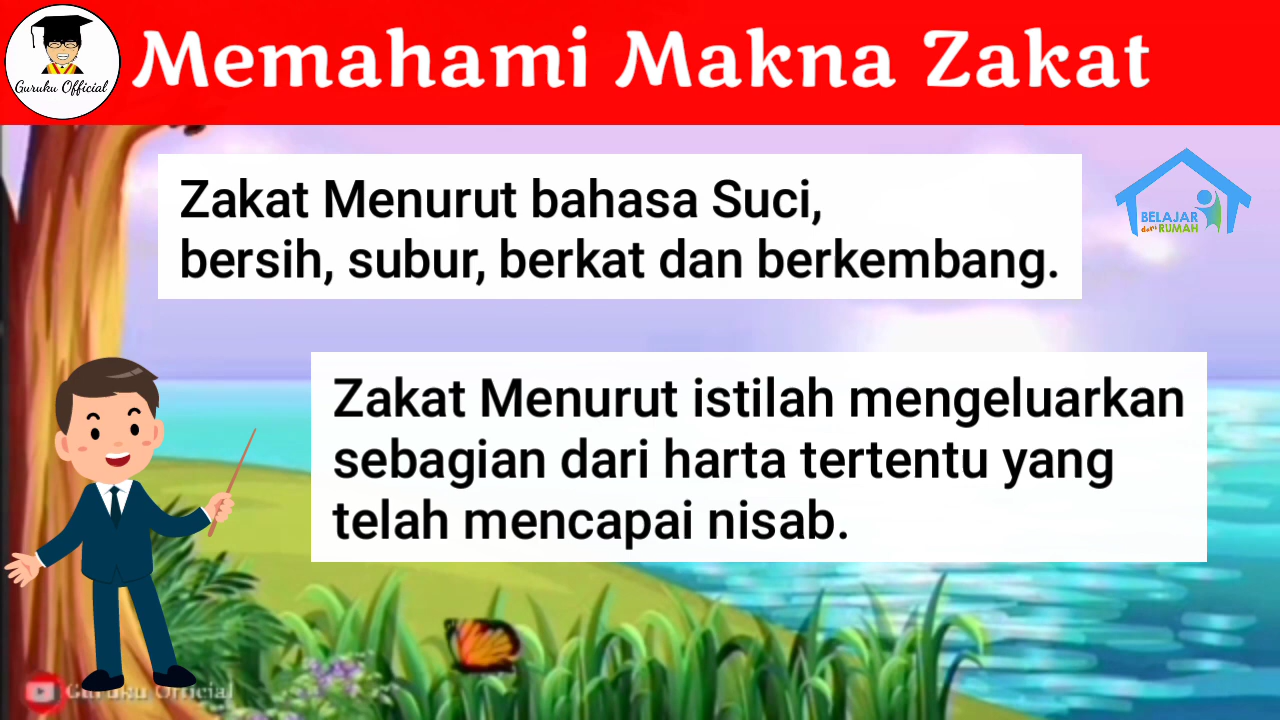 Memahami Makna Zakat
Guruku Official
Zakat Menurut bahasa Suci,
bersih, subur, berkat dan berkembang.
BELAJAR
dari RUMAH
Zakat Menurut istilah mengeluarkan
sebagian dari harta tertentu yang
telah mencapai nisab.
Guruku Official